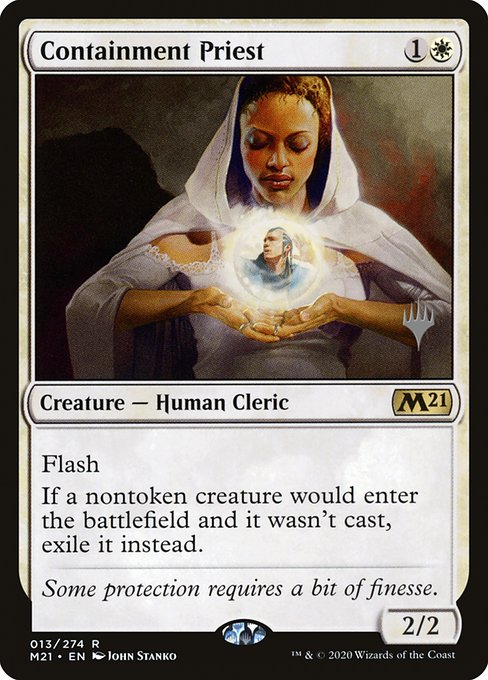 Containment Priest 1
Creature — Human Cleric M21
Flash
If a nontoken creature would enter
the battlefield and it wasn't cast,
exile it instead.
Some protection requires a bit of finesse.
2/2
013/274 R
M21 • EN JOHN STANKO
™ & © 2020 Wizards of the Coast